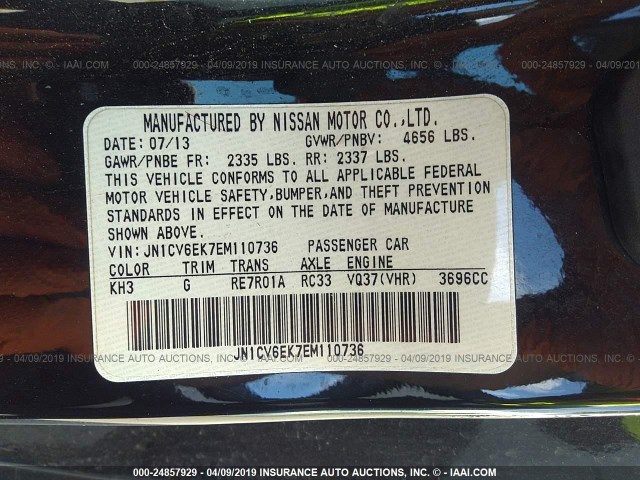 000-24857929 - 04/09/2019 INSURANCE AUTO AUCTIONS, INC. © - IAAI.COM
MANUFACTURED BY NISSAN MOTOR CO.,LTD.
DATE: 07/13 GVWR/PNBV: 4656 LBS.
GAWR/PNBE FR: 2335 LBS. RR: 2337 LBS.
THIS VEHICLE CONFORMS TO ALL APPLICABLE FEDERAL
MOTOR VEHICLE SAFETY, BUMPER, AND THEFT PREVENTION
STANDARDS IN EFFECT ON THE DATE OF MANUFACTURE
SHOWN ABOVE.
VIN: JN1CV6EK7EM110736 PASSENGER CAR
COLOR TRIM TRANS AXLE ENGINE
KH3 G RE7R01A RC33 VQ37(VHR) 3696CC
JN1CV6EK7EM110736
000-24857929 - 04/09/2019 INSURANCE AUTO AUCTIONS, INC. © - IAAI.COM